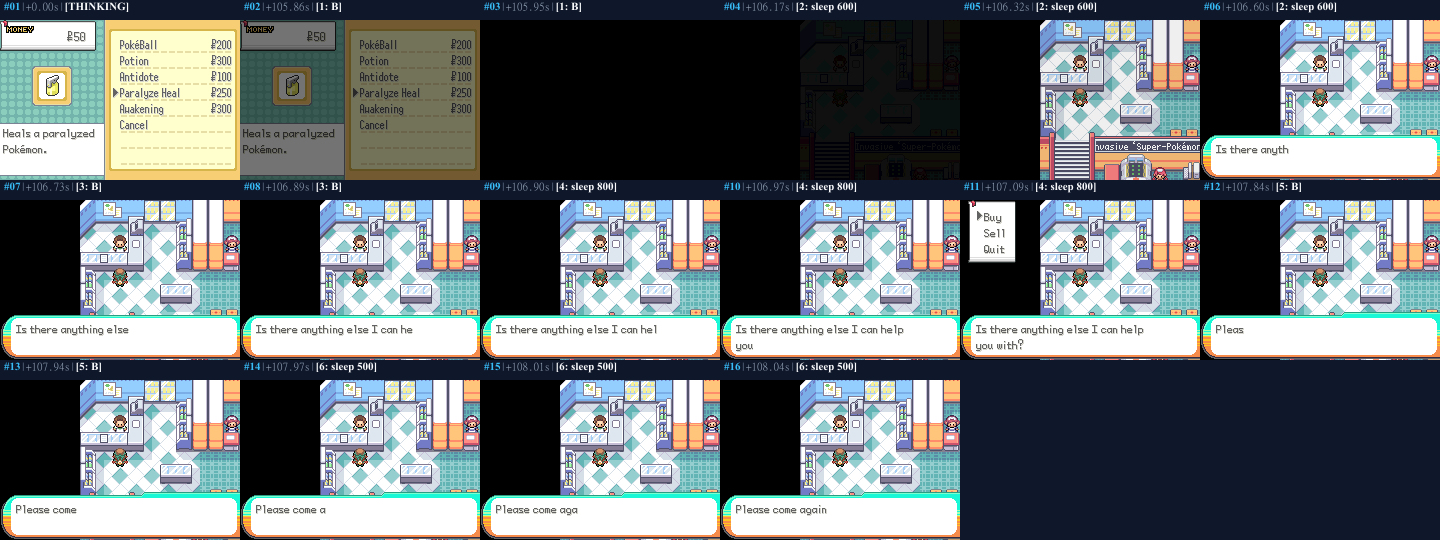 #01 | +0.00s | [THINKING]
MONEY
₽50
PokéBall ₽200
Potion ₽300
Antidote ₽100
Paralyze Heal ₽250
Awakening ₽300
Cancel
Heals a paralyzed
Pokémon.
#02 | +105.86s | [1: B]
MONEY
₽50
PokéBall ₽200
Potion ₽300
Antidote ₽100
Paralyze Heal ₽250
Awakening ₽300
Cancel
Heals a paralyzed
Pokémon.
#03 | +105.95s | [1: B]
#04 | +106.17s | [2: sleep 600]
Invasive "Super-Pokémon
#05 | +106.32s | [2: sleep 600]
nvasive "Super-Pokémon
#06 | +106.60s | [2: sleep 600]
Is there anyth
#07 | +106.73s | [3: B]
Is there anything else
#08 | +106.89s | [3: B]
Is there anything else I can he
#09 | +106.90s | [4: sleep 800]
Is there anything else I can hel
#10 | +106.97s | [4: sleep 800]
Is there anything else I can help
you
#11 | +107.09s | [4: sleep 800]
Buy
Sell
Quit
Is there anything else I can help
you with?
#12 | +107.84s | [5: B]
Pleas
#13 | +107.94s | [5: B]
Please come
#14 | +107.97s | [6: sleep 500]
Please come a
#15 | +108.01s | [6: sleep 500]
Please come aga
#16 | +108.04s | [6: sleep 500]
Please come again